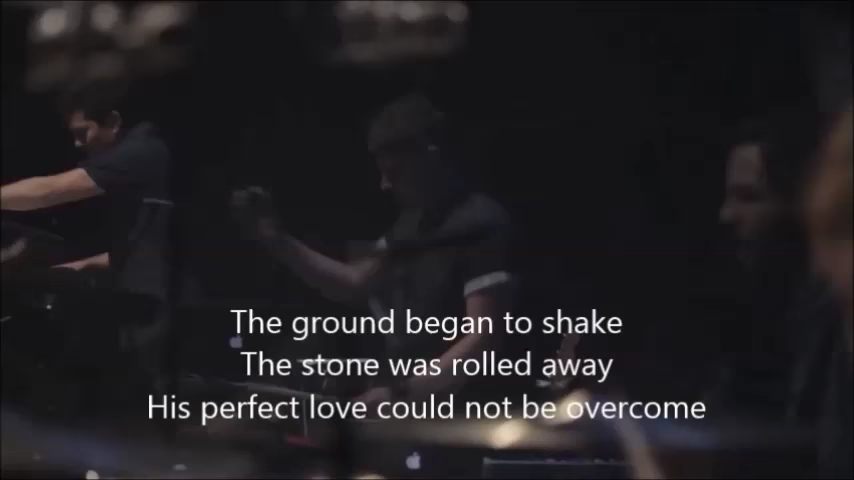 The ground began to shake
The stone was rolled away
His perfect love could not be overcome